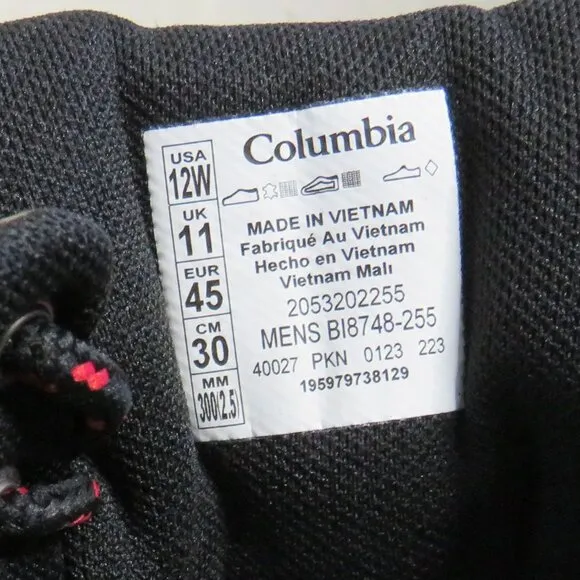 Columbia
USA
12W
UK
11
EUR
45
CM
30
MM
300(2.5)
MADE IN VIETNAM
Fabriqué Au Vietnam
Hecho en Vietnam
Vietnam Malı
2053202255
MENS BI8748-255
40027 PKN 0123 223
195979738129